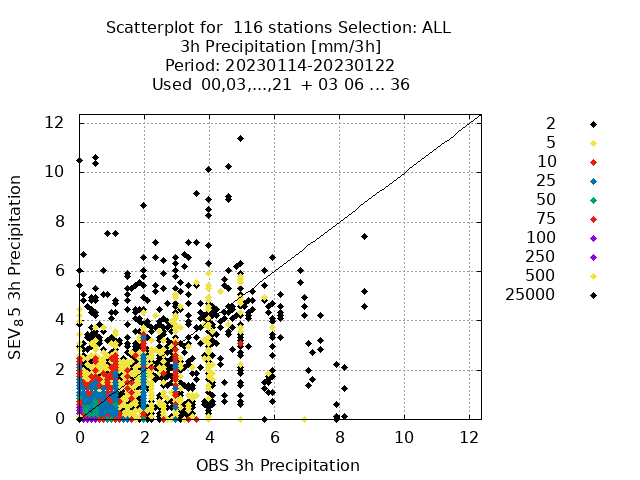 Scatterplot for 116 stations Selection: ALL
3h Precipitation [mm/3h]
Period: 20230114-20230122
Used 00,03,...,21 + 03 06 ... 36
SEV₈5 3h Precipitation
12
10
8
6
4
2
0
0 2 4 6 8 10 12
OBS 3h Precipitation
2
5
10
25
50
75
100
250
500
25000